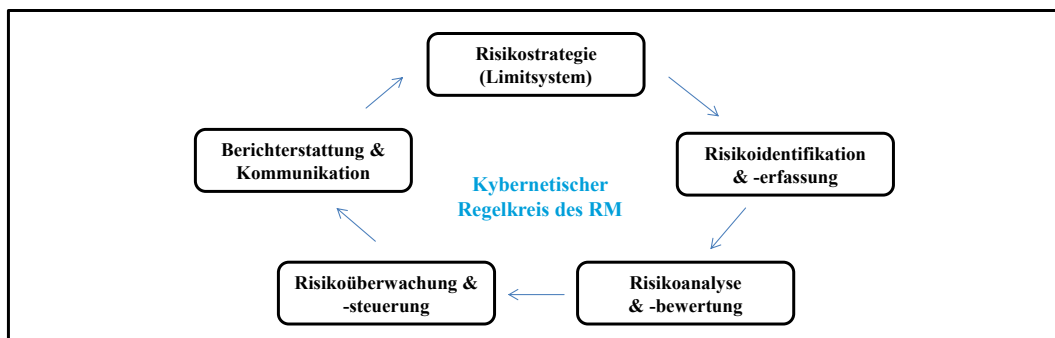 Risikostrategie
(Limitsystem)
Berichterstattung &
Kommunikation
Risikoidentifikation
& -erfassung
Kybernetischer
Regelkreis des RM
Risikoüberwachung &
-steuerung
Risikoanalyse
& -bewertung